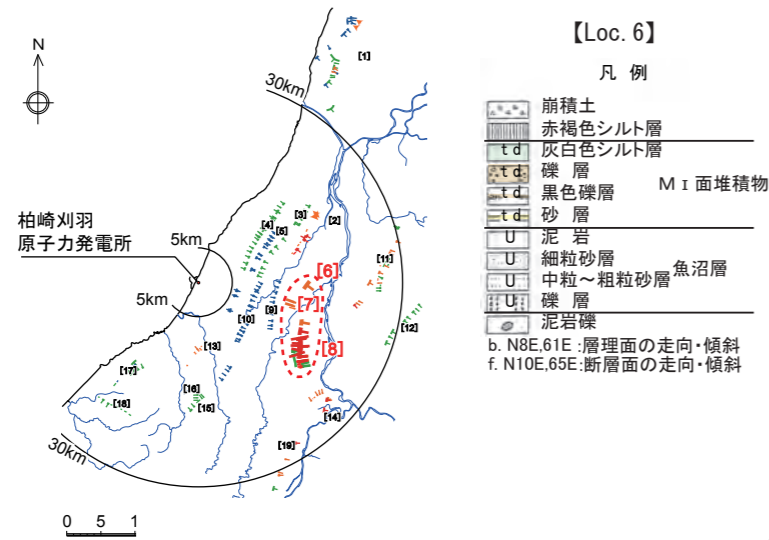 N
30km
[1]
柏崎刈羽
原子力発電所
5km
5km
[2]
[3]
[4]
[5]
[6]
[7]
[8]
[9]
[10]
[11]
[12]
[13]
[14]
[15]
[16]
[17]
[18]
[19]
30km
0 5 1
【Loc. 6】
凡 例
崩積土
赤褐色シルト層
td 灰白色シルト層
td 礫 層
td 黒色礫層
td 砂 層
MⅠ面堆積物
U 泥 岩
U 細粒砂層
U 中粒～粗粒砂層
U 礫 層
魚沼層
泥岩礫
b. N8E,61E :層理面の走向・傾斜
f. N10E,65E:断層面の走向・傾斜